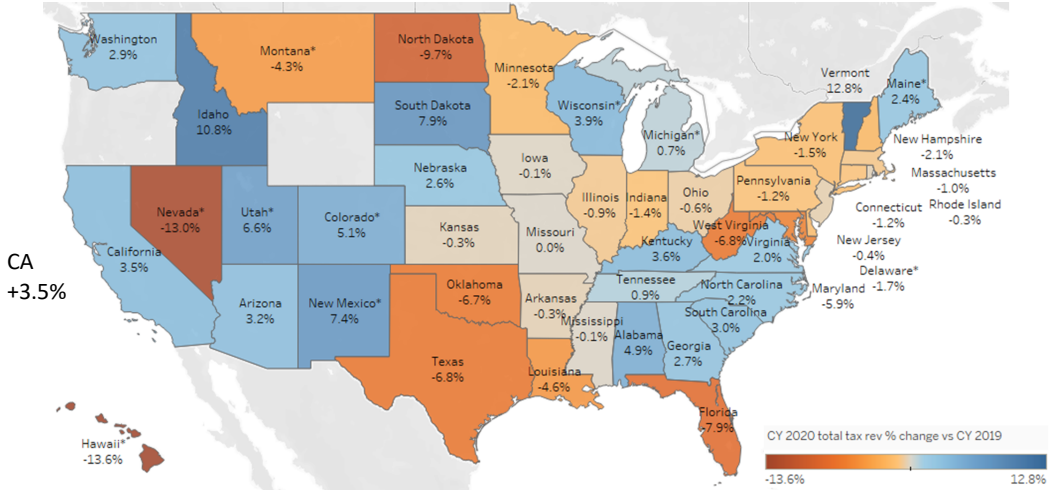 Washington
2.9%
Montana*
-4.3%
North Dakota
-9.7%
Minnesota
-2.1%
Idaho
10.8%
South Dakota
7.9%
Wisconsin*
3.9%
Michigan*
0.7%
Vermont
12.8%
Maine*
2.4%
New York
-1.5%
New Hampshire
-2.1%
Massachusetts
-1.0%
Rhode Island
-0.3%
Connecticut
-1.2%
New Jersey
-0.4%
Delaware*
-1.7%
Maryland
-5.9%
Nebraska
2.6%
Iowa
-0.1%
Illinois
-0.9%
Indiana
-1.4%
Ohio
-0.6%
Pennsylvania
-1.2%
West Virginia
-6.8%
Virginia
2.0%
Kentucky
3.6%
Nevada*
-13.0%
Utah*
6.6%
Colorado*
5.1%
Kansas
-0.3%
Missouri
0.0%
California
3.5%
CA
+3.5%
Arizona
3.2%
New Mexico*
7.4%
Oklahoma
-6.7%
Arkansas
-0.3%
Tennessee
0.9%
North Carolina
2.2%
South Carolina
3.0%
Mississippi
-0.1%
Alabama
4.9%
Georgia
2.7%
Texas
-6.8%
Louisiana
-4.6%
Florida
-7.9%
Hawaii*
-13.6%
CY 2020 total tax rev % change vs CY 2019
-13.6%
12.8%